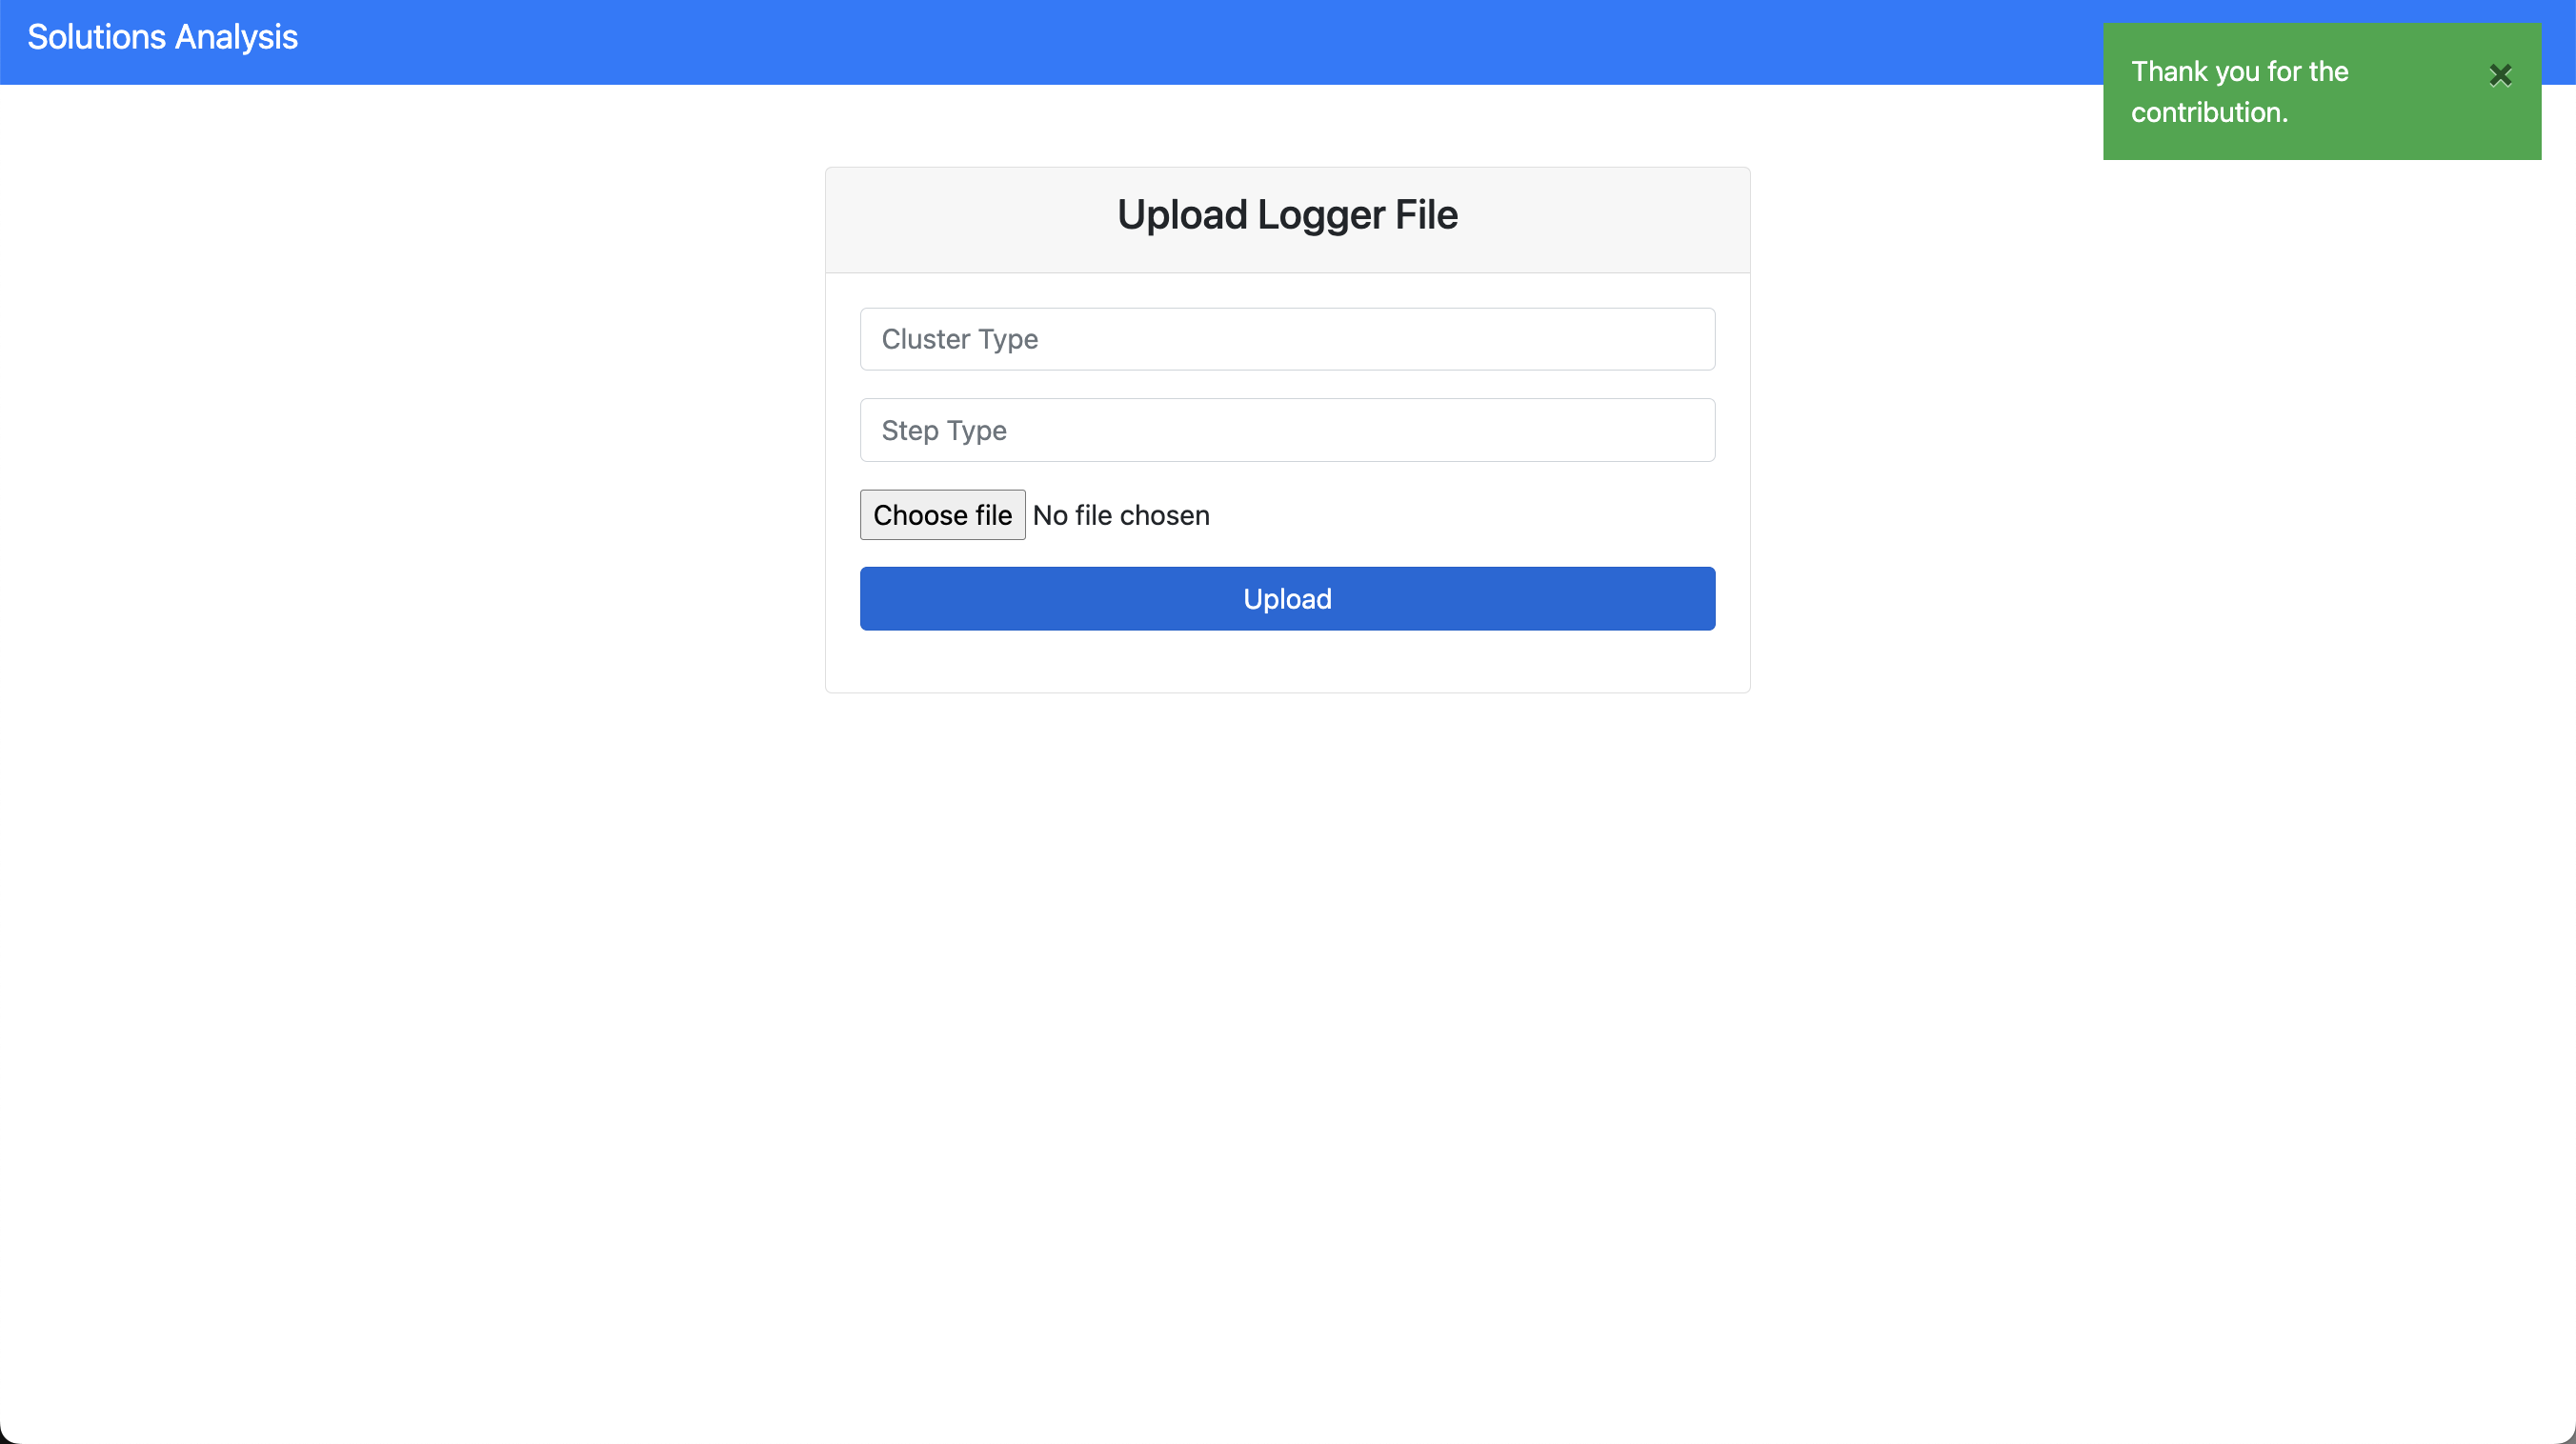 Solutions Analysis
Thank you for the
contribution.
Upload Logger File
Cluster Type
Step Type
Choose file No file chosen
Upload